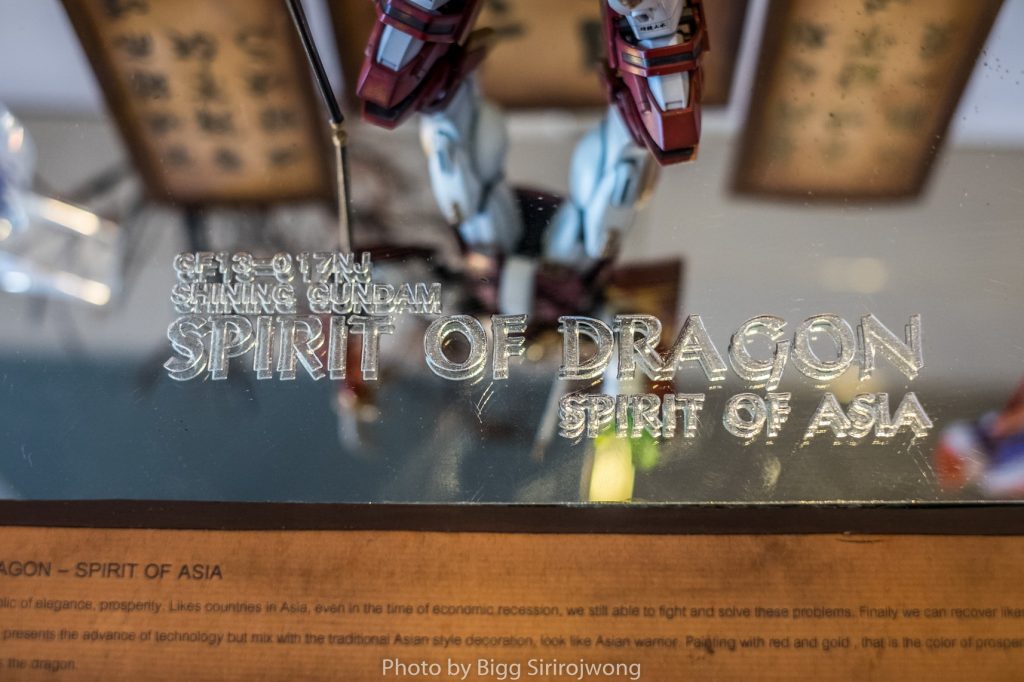 GF13-017NJ
SHINING GUNDAM
SPIRIT OF DRAGON
SPIRIT OF ASIA
AGON – SPIRIT OF ASIA
olic of elegance, prosperity. Likes countries in Asia, even in the time of economic recession, we still able to fight and solve these problems. Finally we can recover likes
presents the advance of technology but mix with the traditional Asian style decoration, look like Asian warrior. Painting with red and gold , that is the color of prosper
s the dragon.
Photo by Bigg Sirirojwong